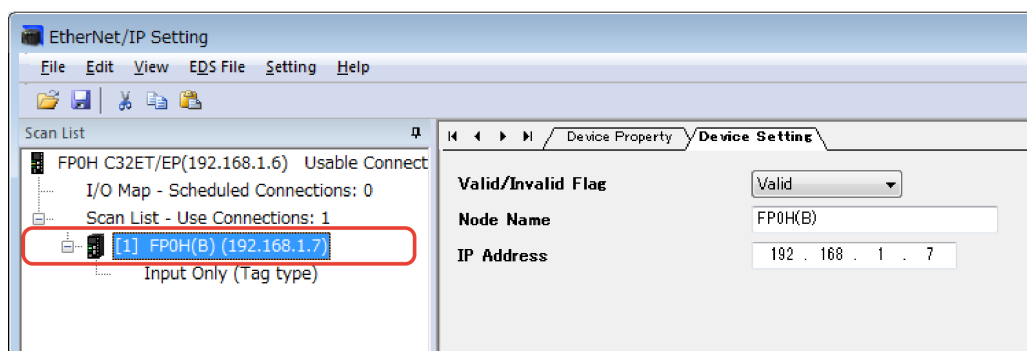 EtherNet/IP Setting
File Edit View EDS File Setting Help
Scan List
Device Property Device Setting
FP0H C32ET/EP(192.168.1.6) Usable Connect
I/O Map - Scheduled Connections: 0
Scan List - Use Connections: 1
[1] FP0H(B) (192.168.1.7)
Input Only (Tag type)
Valid/Invalid Flag Valid
Node Name FP0H(B)
IP Address 192 . 168 . 1 . 7